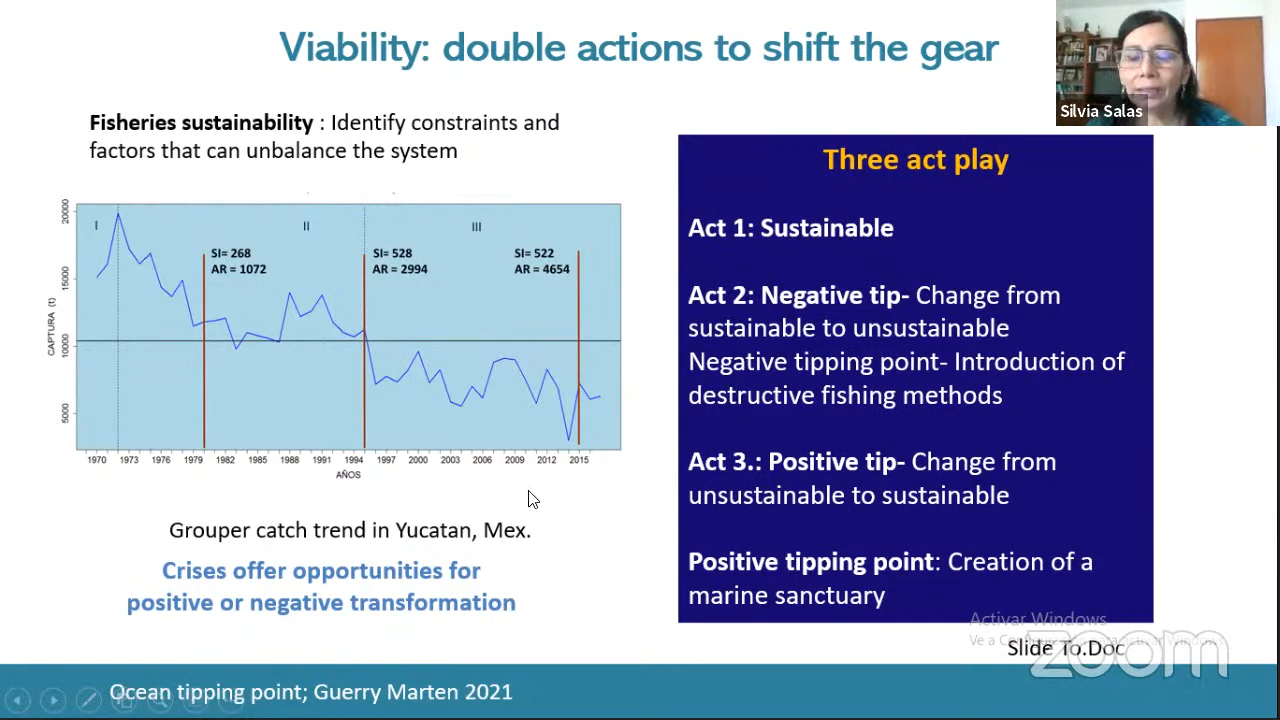 Viability: double actions to shift the gear
Silvia Salas
Fisheries sustainability : Identify constraints and
factors that can unbalance the system
CAPTURA (t)
20000
15000
10000
5000
I
II
III
SI= 268
AR = 1072
SI= 528
AR = 2994
SI= 522
AR = 4654
1970 1973 1976 1979 1982 1985 1988 1991 1994 1997 2000 2003 2006 2009 2012 2015
AÑOS
Grouper catch trend in Yucatan, Mex.
Crises offer opportunities for
positive or negative transformation
Three act play
Act 1: Sustainable
Act 2: Negative tip- Change from
sustainable to unsustainable
Negative tipping point- Introduction of
destructive fishing methods
Act 3.: Positive tip- Change from
unsustainable to sustainable
Positive tipping point: Creation of a
marine sanctuary
Activar Windows
Ve a
Slide To.Doc
zoom
Ocean tipping point; Guerry Marten 2021